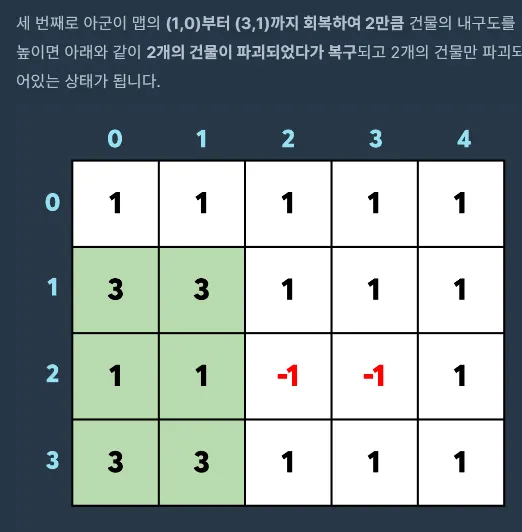 세 번째로 아군이 맵의 (1,0)부터 (3,1)까지 회복하여 2만큼 건물의 내구도를
높이면 아래와 같이 2개의 건물이 파괴되었다가 복구되고 2개의 건물만 파괴되
어있는 상태가 됩니다.
0 1 2 3 4
0 1 1 1 1 1
1 3 3 1 1 1
2 1 1 -1 -1 1
3 3 3 1 1 1